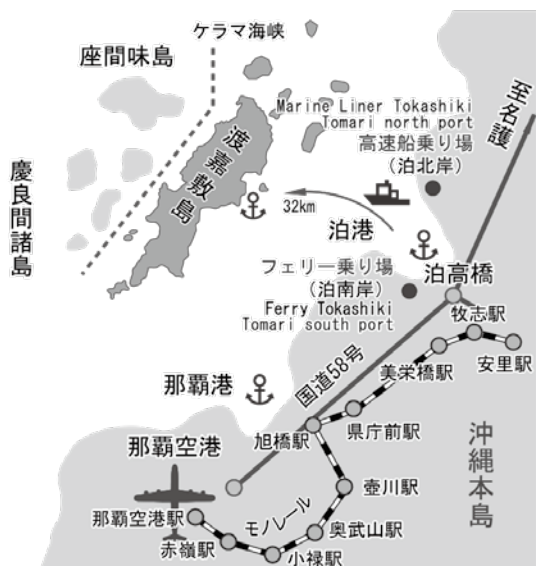 ケラマ海峡
座間味島
渡嘉敷島
慶良間諸島
Marine Liner Tokashiki
Tomari north port
高速船乗り場
(泊北岸)
至名護
32km
泊港
フェリー乗り場
(泊南岸)
Ferry Tokashiki
Tomari south port
泊高橋
牧志駅
安里駅
美栄橋駅
国道58号
県庁前駅
旭橋駅
那覇港
那覇空港
那覇空港駅
赤嶺駅
小禄駅
奥武山駅
壺川駅
モノレール
沖縄本島